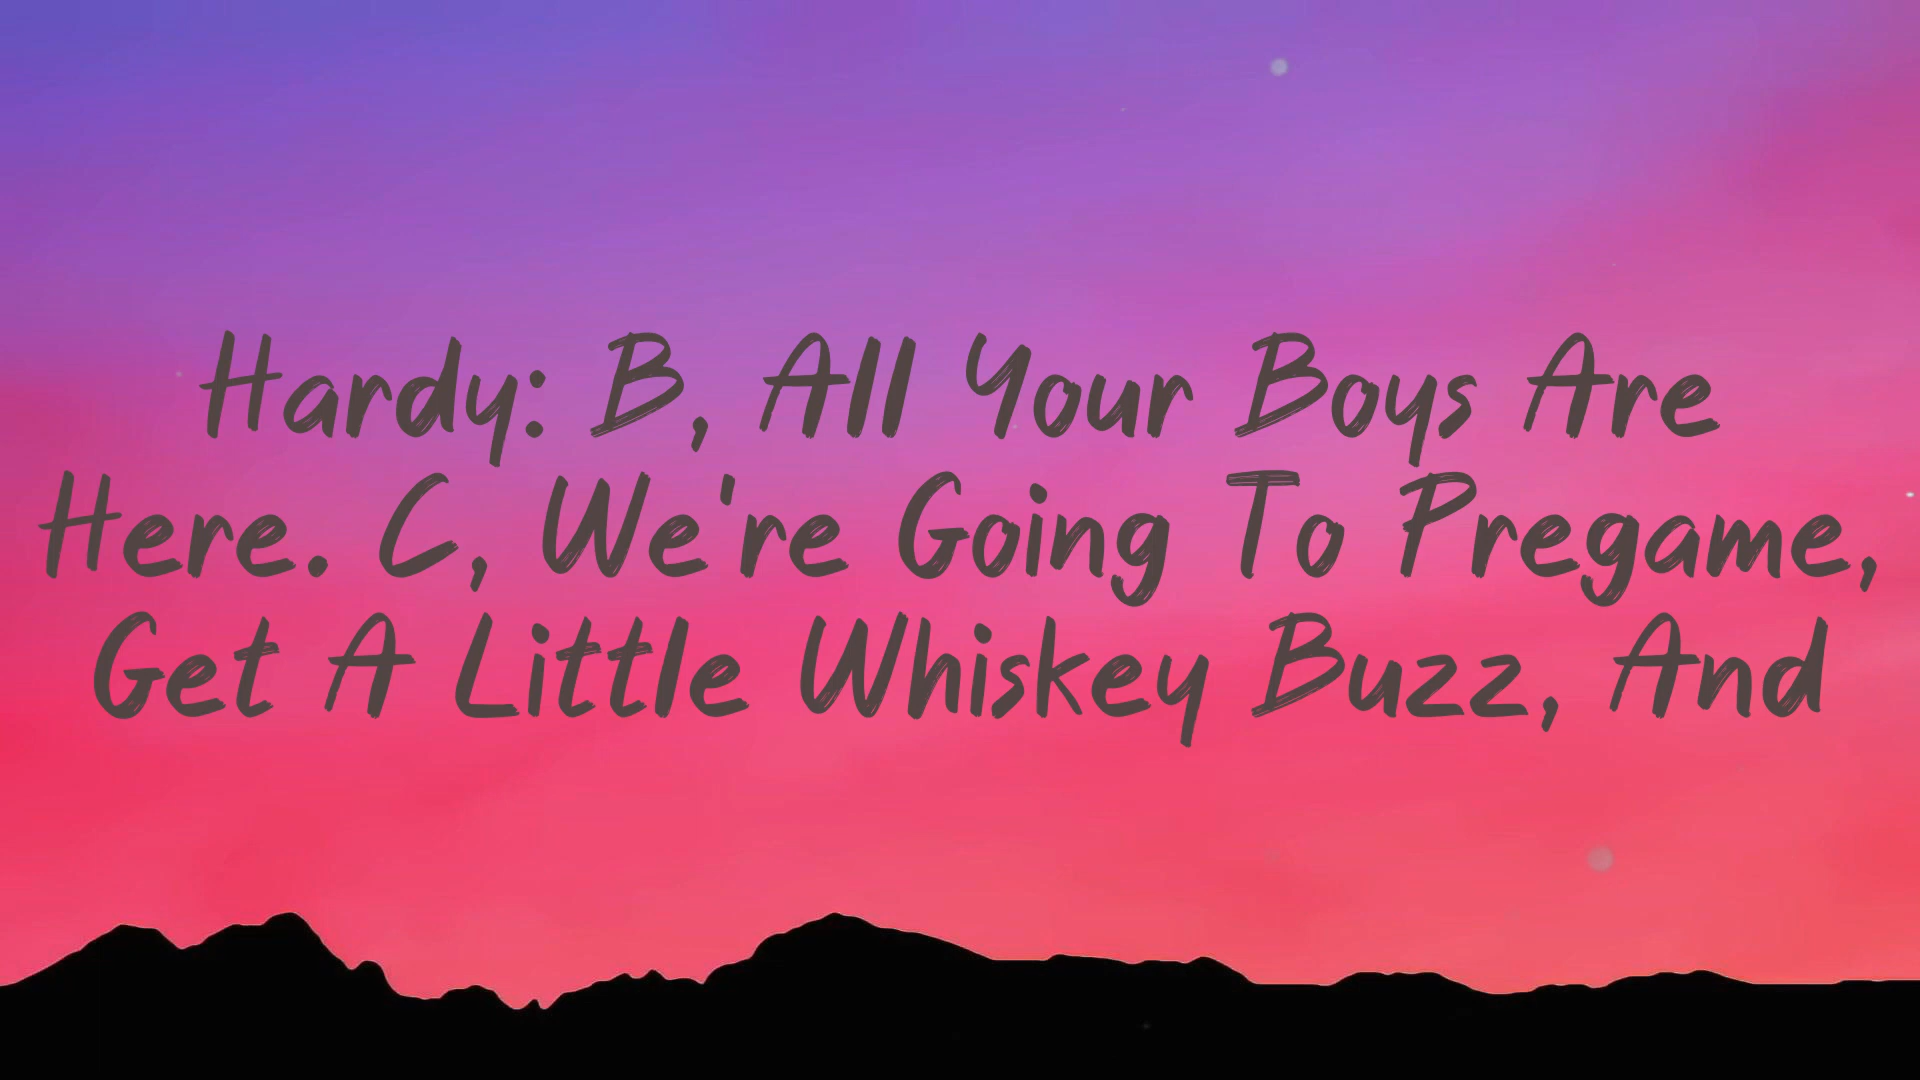 Hardy: B, All Your Boys Are
Here. C, We're Going To Pregame,
Get A Little Whiskey Buzz, And